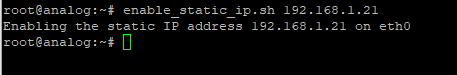 root@analog:~# enable_static_ip.sh 192.168.1.21
Enabling the static IP address 192.168.1.21 on eth0
root@analog:~#